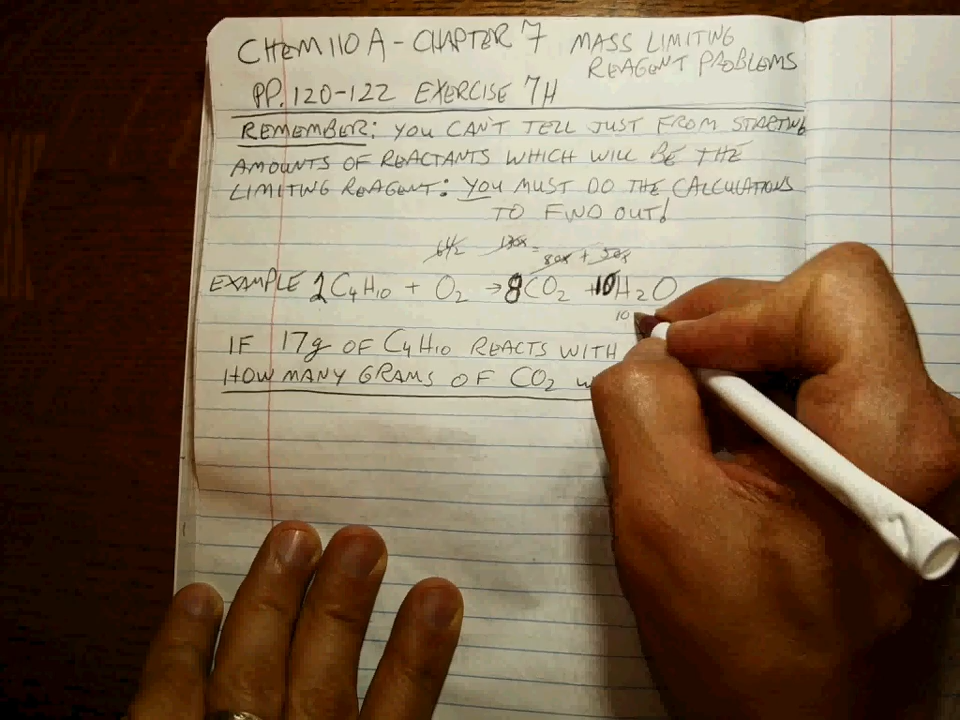 CHEM 110A - CHAPTER 7 MASS LIMITING
REAGENT PROBLEMS
PP. 120-122 EXERCISE 7H
REMEMBER: YOU CAN'T TELL JUST FROM STARTING
AMOUNTS OF REACTANTS WHICH WILL BE THE
LIMITING REAGENT: YOU MUST DO THE CALCULATIONS
TO FIND OUT!
EXAMPLE 2C4H10 + O2 → 8CO2 + 10H2O
10
IF 17g OF C4H10 REACTS WITH
HOW MANY GRAMS OF CO2 W